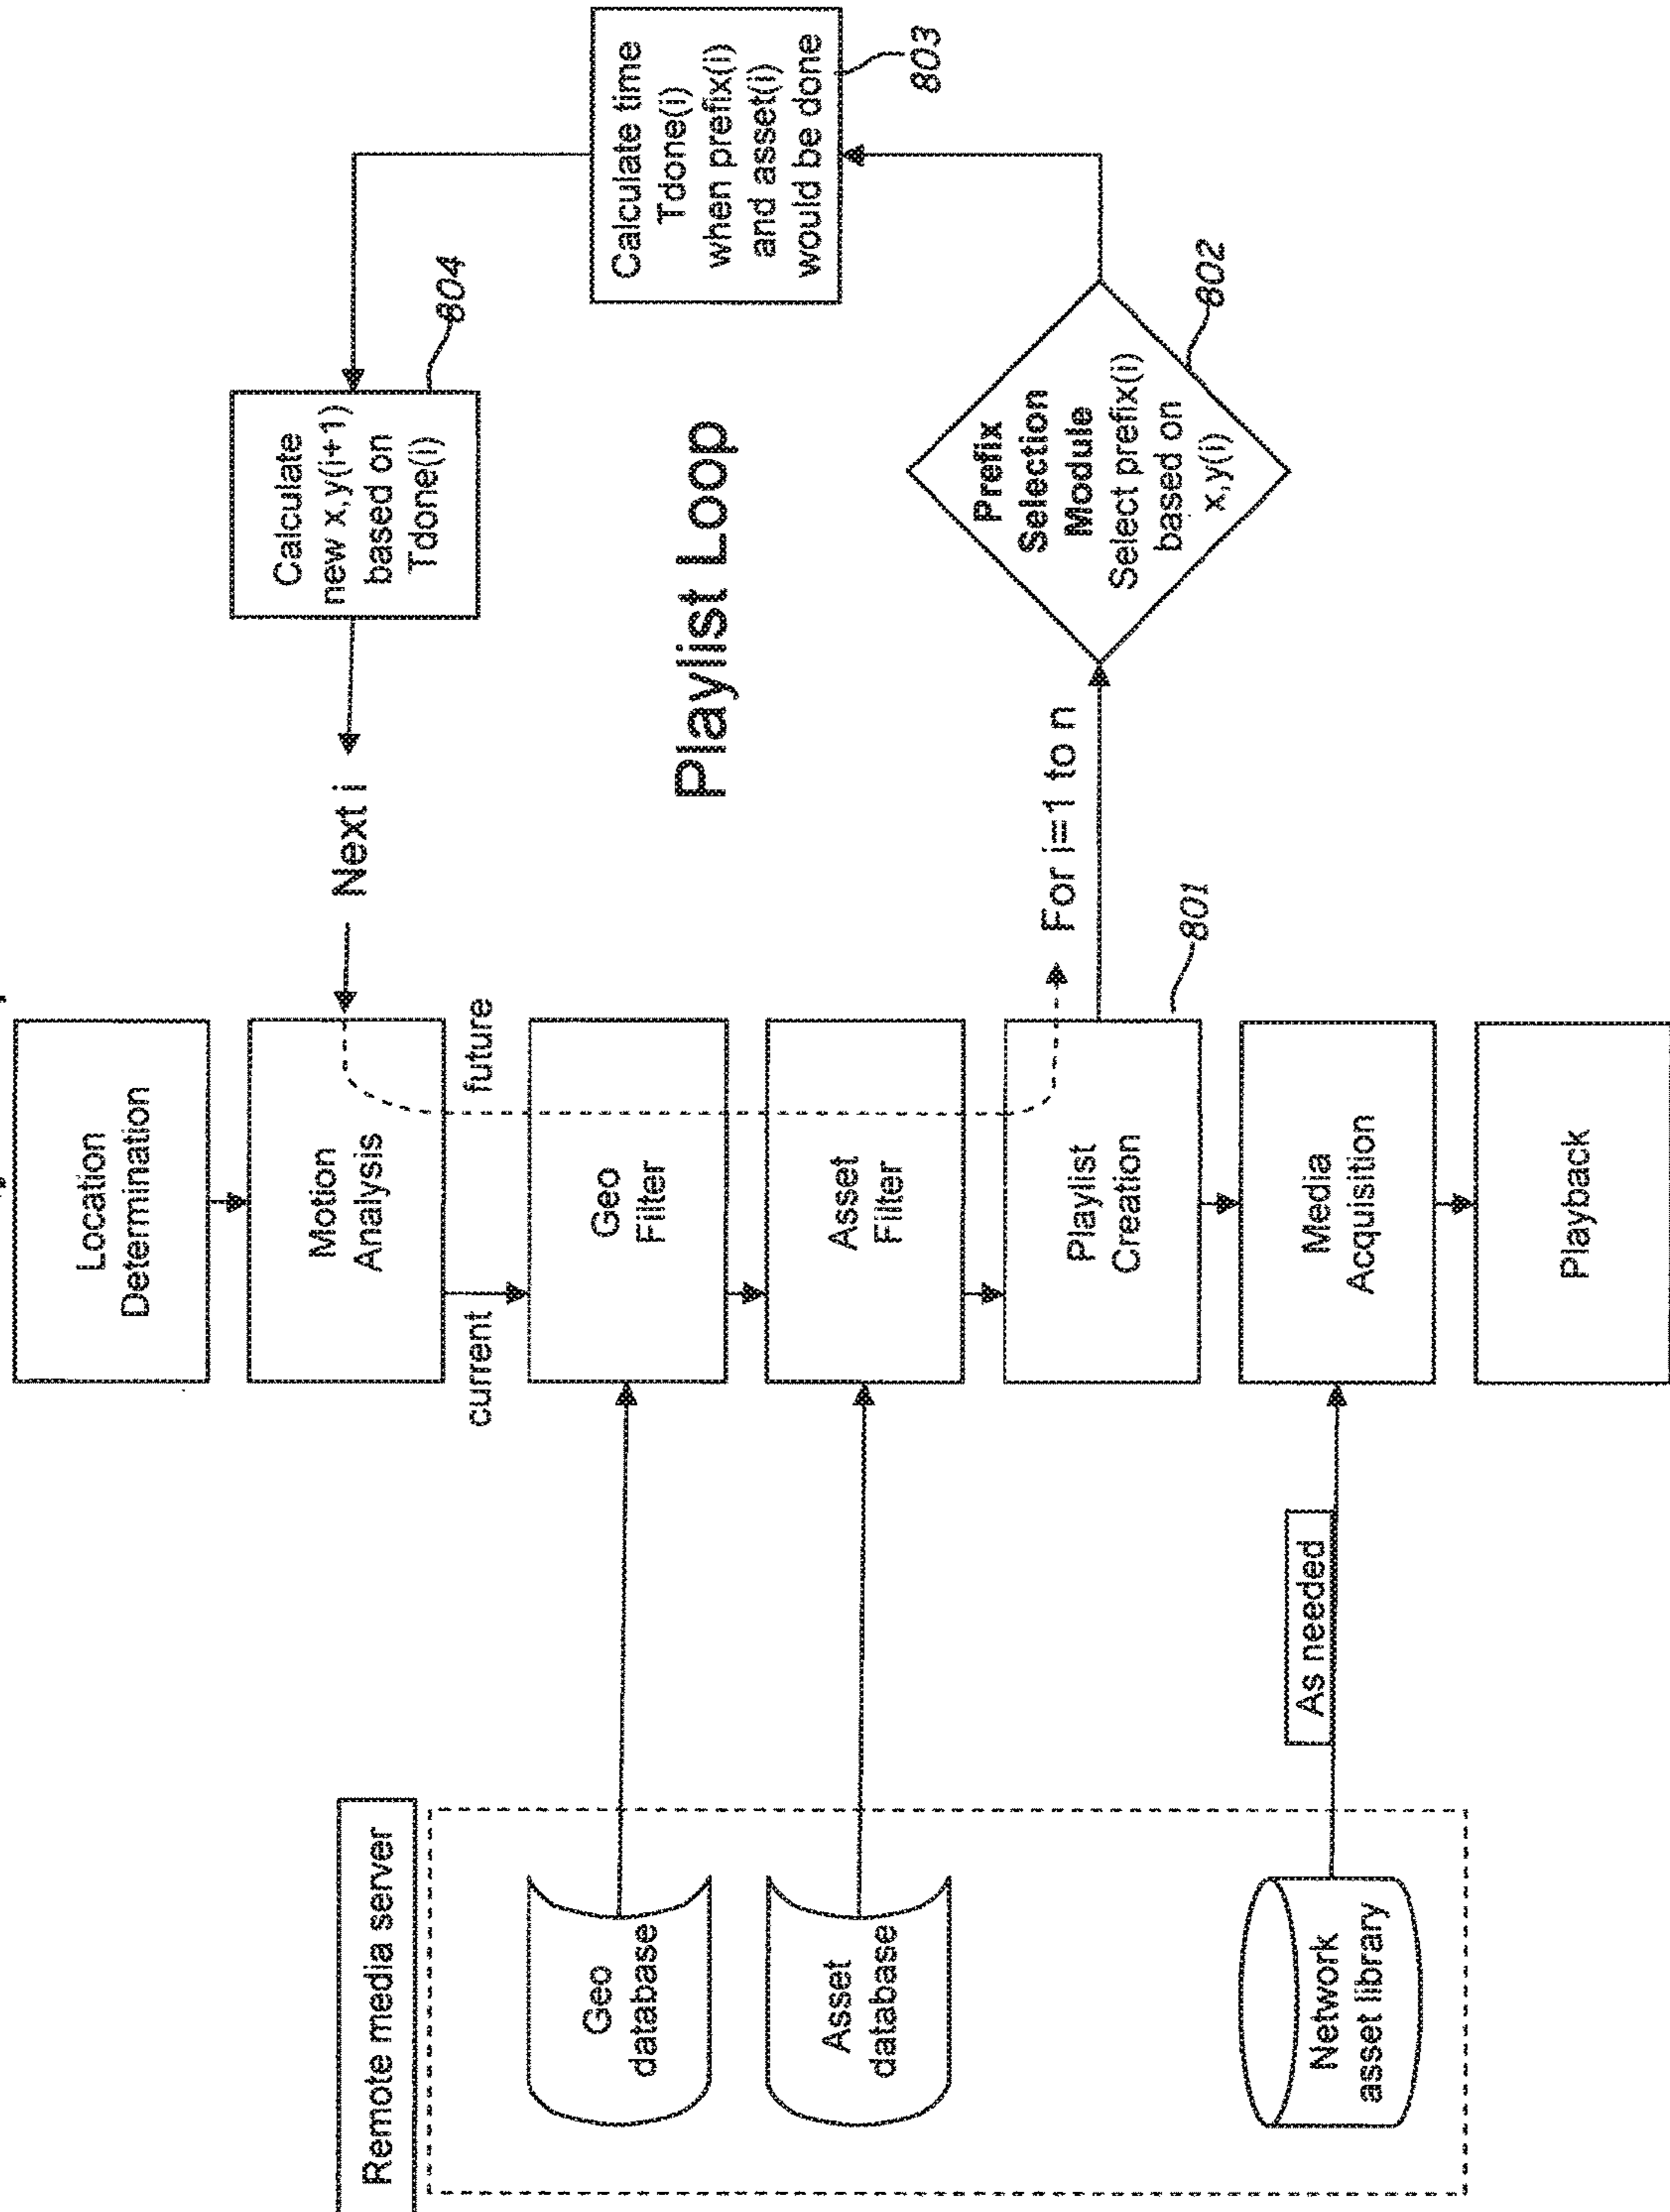 Location
Determination
Motion
Analysis
current
future
Geo
Filter
Asset
Filter
Playlist
Creation
801
Media
Acquisition
Playback
Next i
Calculate
new x,y(i+1)
based on
Tdone(i)
804
Calculate time
Tdone(i)
when prefix(i)
and asset(i)
would be done
803
Playlist Loop
For i=1 to n
Prefix
Selection
Module
Select prefix(i)
based on
x,y(i)
802
Remote media server
Geo
database
Asset
database
Network
asset library
As needed